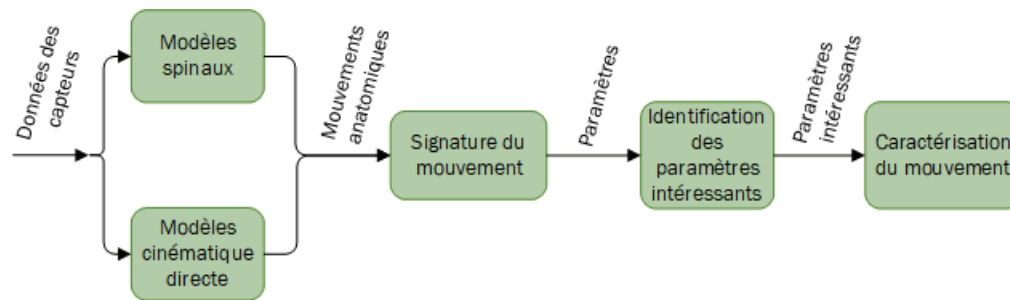 Données des
capteurs
Modèles
spinaux
Modèles
cinématique
directe
Mouvements
anatomiques
Signature du
mouvement
Paramètres
Identification
des
paramètres
intéressants
Paramètres
intéressants
Caractérisation
du mouvement